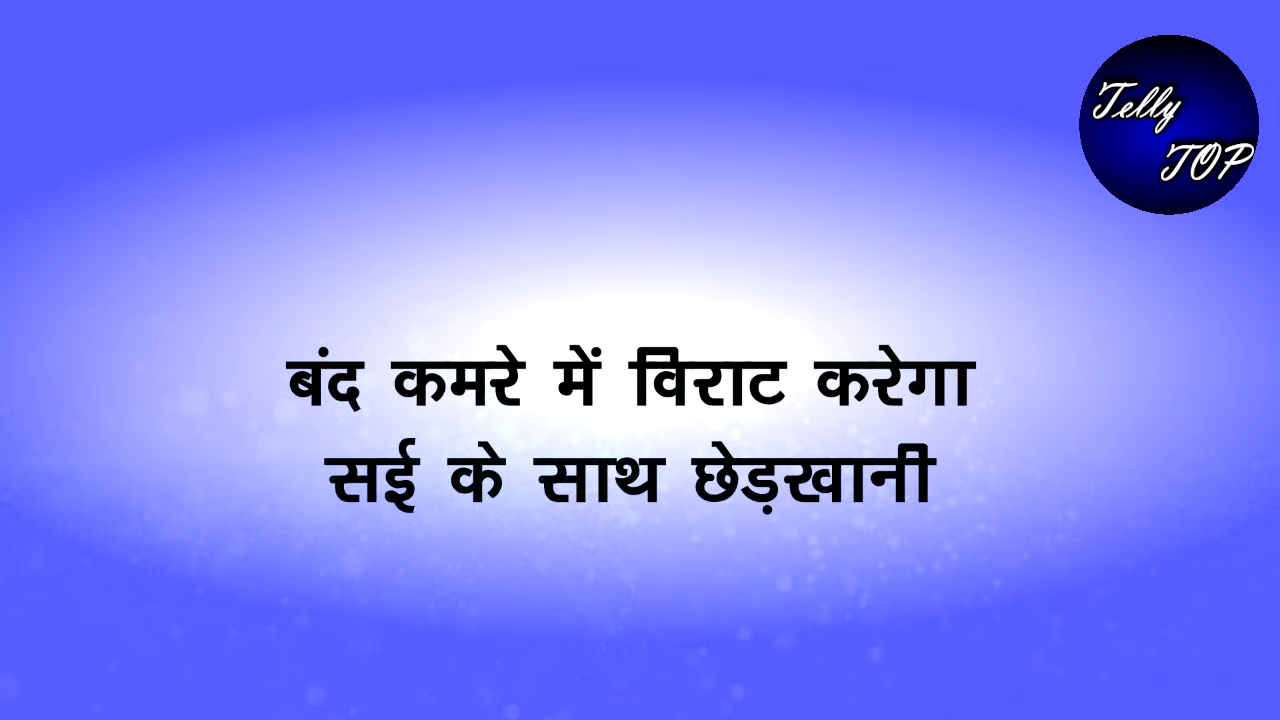 Telly
TOP
बंद कमरे में विराट करेगा
सई के साथ छेड़खानी